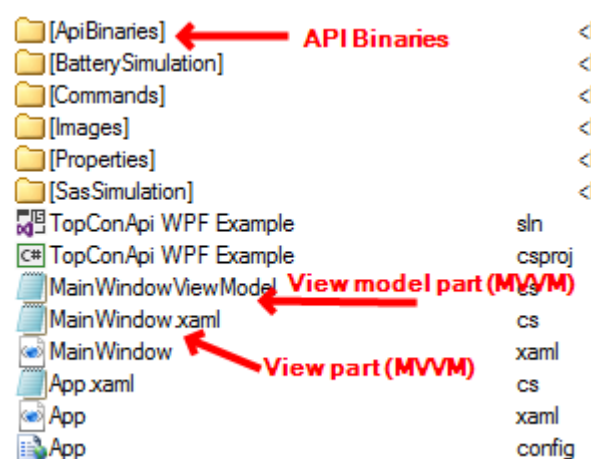 [ApiBinaries] API Binaries <
[BatterySimulation] <
[Commands] <
[Images] <
[Properties] <
[SasSimulation] <
TopConApi WPF Example sln
C# TopConApi WPF Example csproj
MainWindowViewModel View model part (MVVM) cs
MainWindow.xaml cs
MainWindow View part (MVVM) xaml
App.xaml cs
App xaml
App config